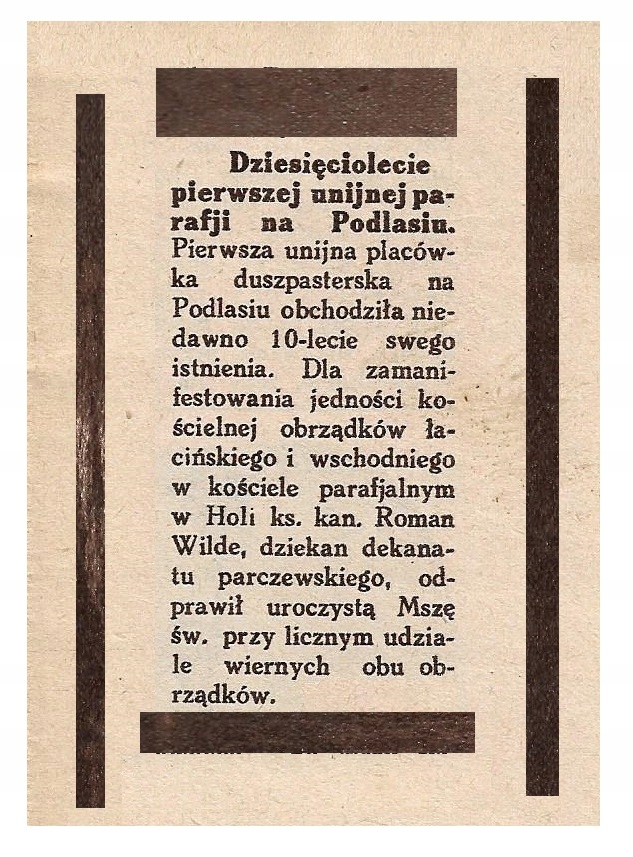 Dziesięciolecie
pierwszej unijnej pa-
rafji na Podlasiu.
Pierwsza unijna placów-
ka duszpasterska na
Podlasiu obchodziła nie-
dawno 10-lecie swego
istnienia. Dla zamani-
festowania jedności ko-
ścielnej obrządków ła-
cińskiego i wschodniego
w kościele parafjalnym
w Holi ks. kan. Roman
Wilde, dziekan dekana-
tu parczewskiego, od-
prawił uroczystą Mszę
św. przy licznym udzia-
le wiernych obu ob-
rządków.